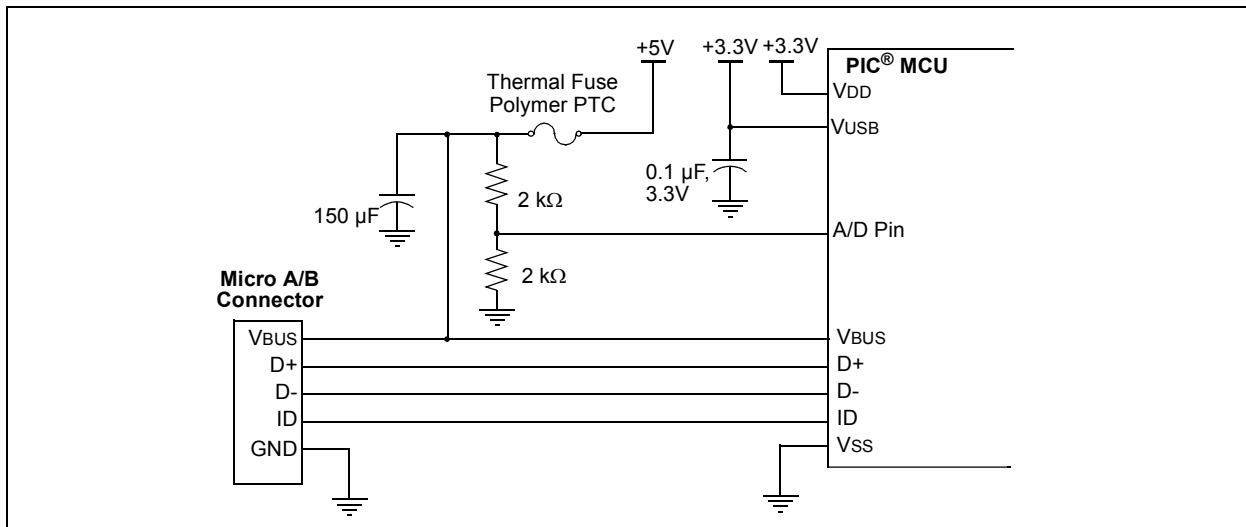 +5V
+3.3V
+3.3V
PIC® MCU
VDD
VUSB
Thermal Fuse
Polymer PTC
0.1 µF,
3.3V
2 kΩ
150 µF
A/D Pin
2 kΩ
Micro A/B
Connector
VBUS
D+
D-
ID
GND
VBUS
D+
D-
ID
VSS